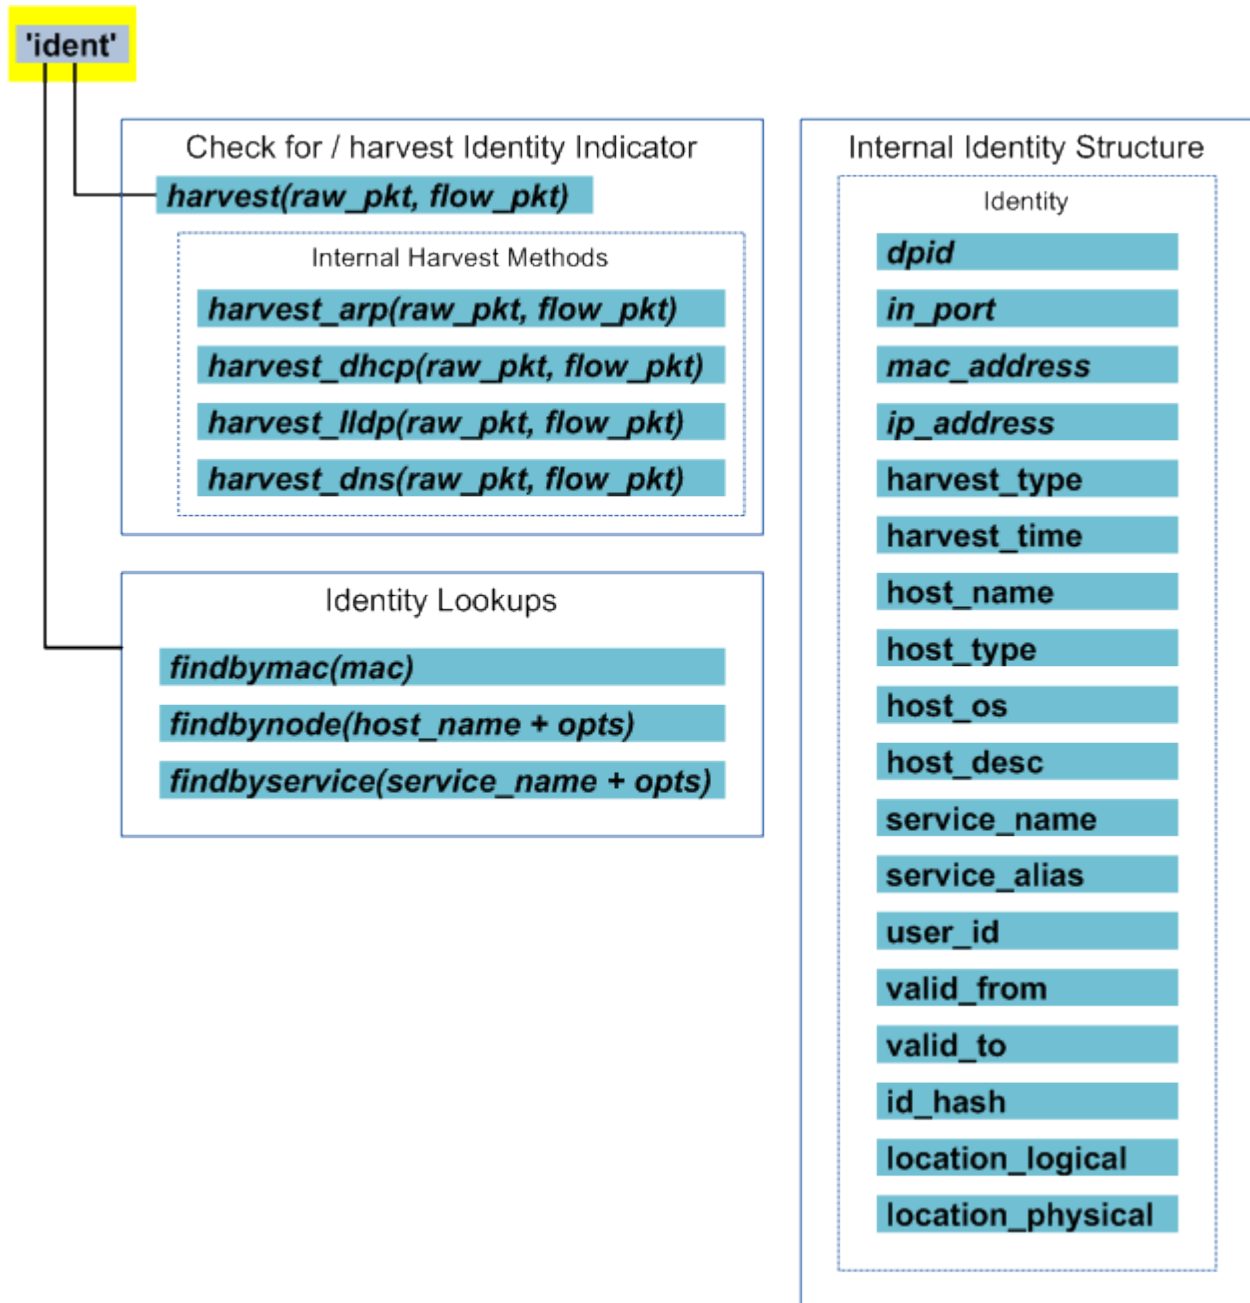 'ident'
Check for / harvest Identity Indicator
harvest(raw_pkt, flow_pkt)
Internal Harvest Methods
harvest_arp(raw_pkt, flow_pkt)
harvest_dhcp(raw_pkt, flow_pkt)
harvest_lldp(raw_pkt, flow_pkt)
harvest_dns(raw_pkt, flow_pkt)
Identity Lookups
findbymac(mac)
findbynode(host_name + opts)
findbyservice(service_name + opts)
Internal Identity Structure
Identity
dpid
in_port
mac_address
ip_address
harvest_type
harvest_time
host_name
host_type
host_os
host_desc
service_name
service_alias
user_id
valid_from
valid_to
id_hash
location_logical
location_physical